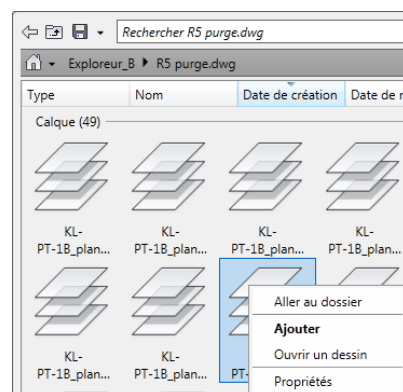 Rechercher R5 purge.dwg
Exploreur_B R5 purge.dwg
Type Nom Date de création Date de
Calque (49)
KL- KL- KL- KL-
PT-1B_plan... PT-1B_plan... PT-1B_plan... PT-1B_plan...
Aller au dossier
Ajouter
KL- KL- Ouvrir un dessin
PT-1B_plan... PT-1B_plan... PT- Propriétés